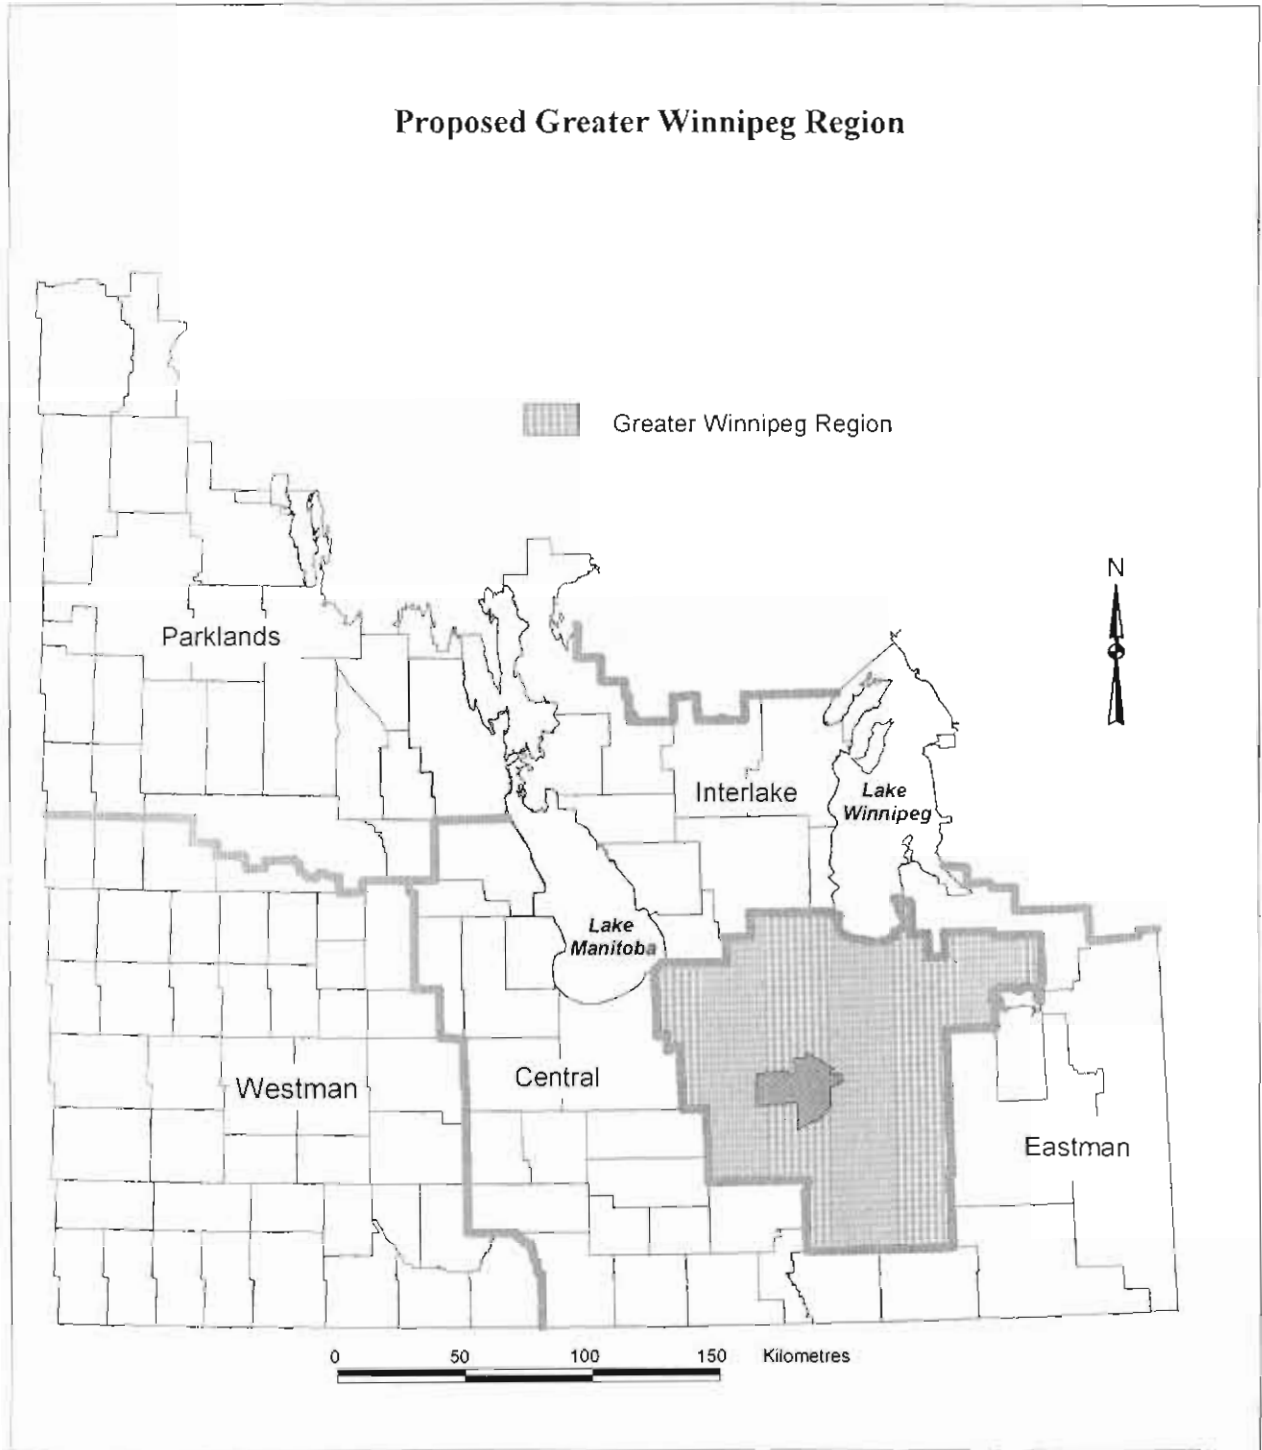 Proposed Greater Winnipeg Region
Greater Winnipeg Region
N
Parklands
Interlake
Lake
Winnipeg
Lake
Manitoba
Westman
Central
Eastman
0 50 100 150 Kilometres